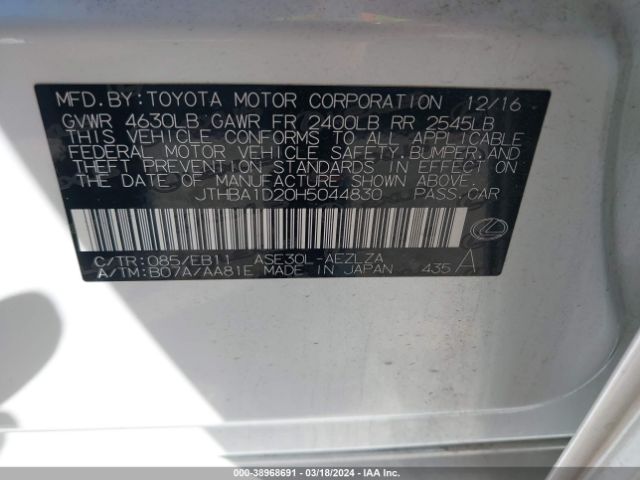 MFD.BY:TOYOTA MOTOR CORPORATION 12/16
GVWR 4630LB GAWR FR 2400LB RR 2545LB
THIS VEHICLE CONFORMS TO ALL APPLICABLE
FEDERAL MOTOR VEHICLE SAFETY,BUMPER,AND
THEFT PREVENTION STANDARDS IN EFFECT ON
THE DATE OF MANUFACTURE SHOWN ABOVE.
JTHBA1D20H5044830 PASS.CAR
C/TR:085/EB11 ASE30L-AEZLZA
A/TM:B07A/AA81E MADE IN JAPAN 435 A
000-38968691 - 03/18/2024 - IAA Inc.